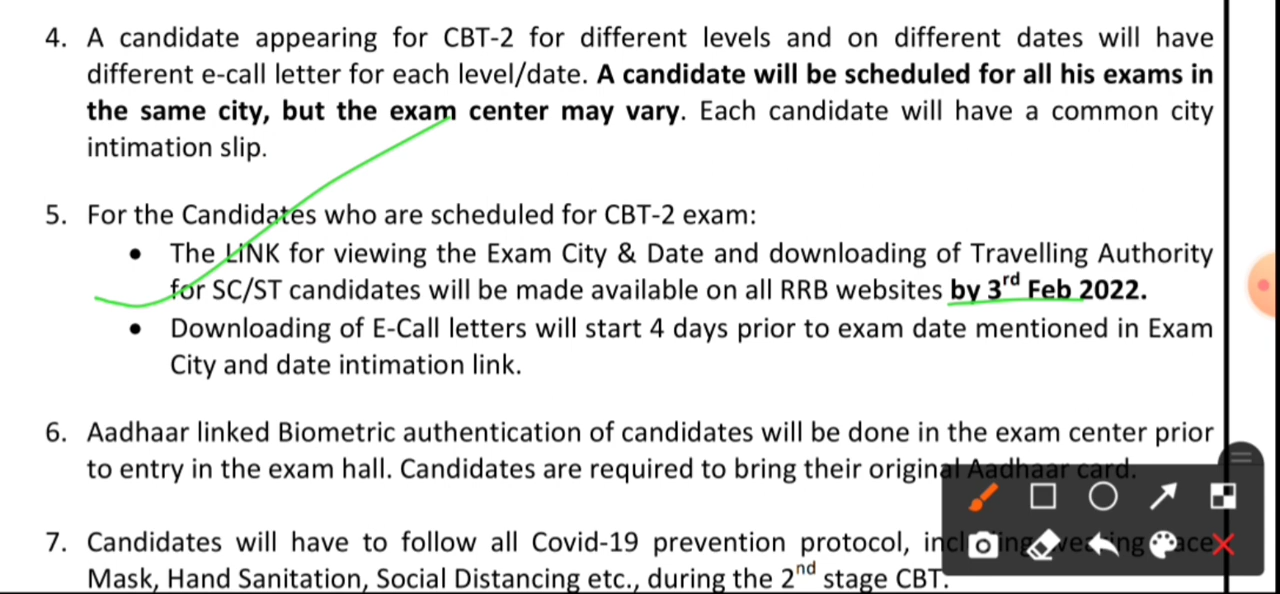 4. A candidate appearing for CBT-2 for different levels and on different dates will have
different e-call letter for each level/date. A candidate will be scheduled for all his exams in
the same city, but the exam center may vary. Each candidate will have a common city
intimation slip.
5. For the Candidates who are scheduled for CBT-2 exam:
• The LINK for viewing the Exam City & Date and downloading of Travelling Authority
for SC/ST candidates will be made available on all RRB websites by 3rd Feb 2022.
• Downloading of E-Call letters will start 4 days prior to exam date mentioned in Exam
City and date intimation link.
6. Aadhaar linked Biometric authentication of candidates will be done in the exam center prior
to entry in the exam hall. Candidates are required to bring their original Aadhaar card.
7. Candidates will have to follow all Covid-19 prevention protocol,
Mask, Hand Sanitation, Social Distancing etc., during the 2nd stage CBT.